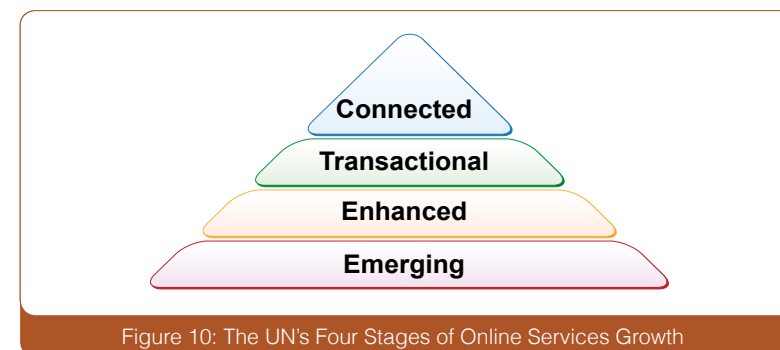 Connected
Transactional
Enhanced
Emerging
Figure 10: The UN's Four Stages of Online Services Growth